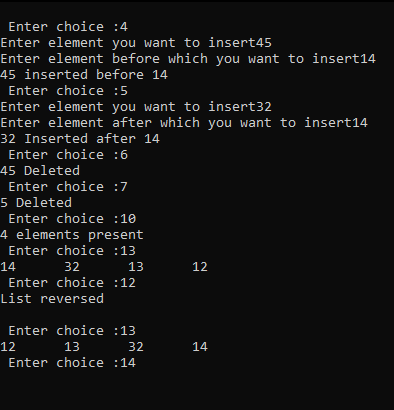 Enter choice :4
Enter element you want to insert45
Enter element before which you want to insert14
45 inserted before 14
Enter choice :5
Enter element you want to insert32
Enter element after which you want to insert14
32 Inserted after 14
Enter choice :6
45 Deleted
Enter choice :7
5 Deleted
Enter choice :10
4 elements present
Enter choice :13
14      32      13      12
Enter choice :12
List reversed
Enter choice :13
12      13      32      14
Enter choice :14